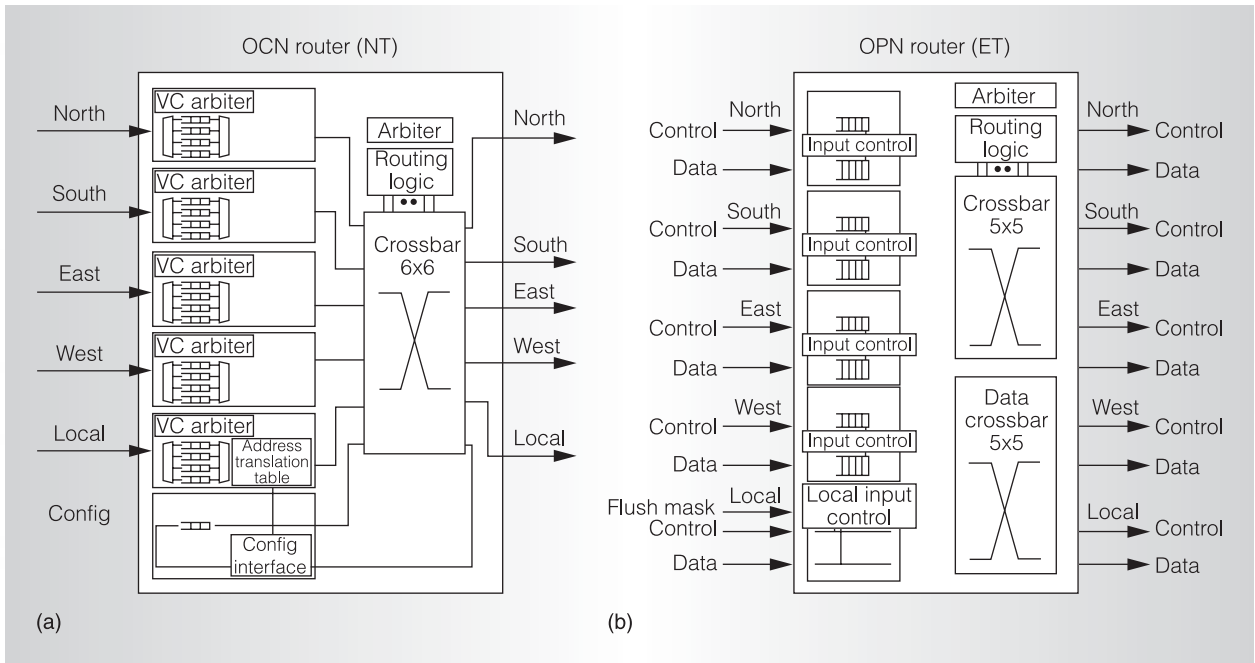 OCN router (NT)
North
South
East
West
Local
Config
VC arbiter
VC arbiter
VC arbiter
VC arbiter
VC arbiter
Address
translation
table
Config
interface
Arbiter
Routing
logic
Crossbar
6x6
North
South
East
West
Local
(a)
OPN router (ET)
North
Control
Data
South
Control
Data
East
Control
Data
West
Control
Data
Local
Flush mask
Control
Data
Input control
Input control
Input control
Input control
Local input
control
Arbiter
Routing
logic
Crossbar
5x5
Data
crossbar
5x5
North
Control
Data
South
Control
Data
East
Control
Data
West
Control
Data
Local
Control
Data
(b)